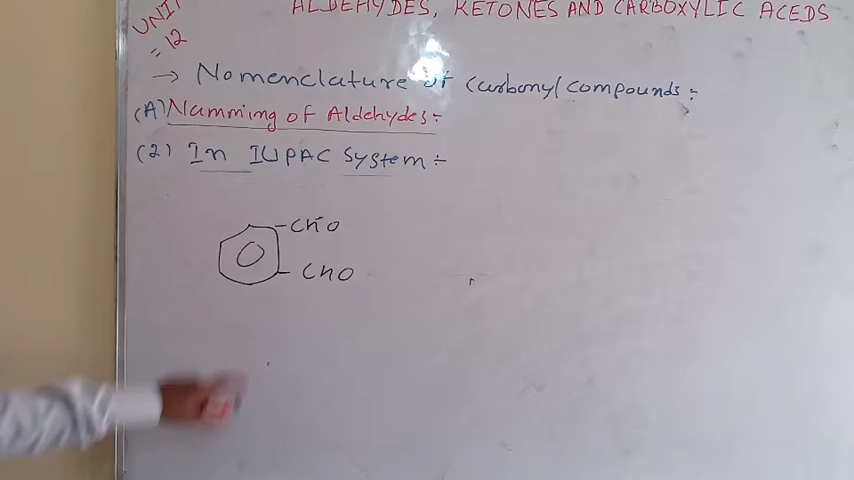 ALDEHYDES, KETONES AND CARBOXYLIC ACEDS
UNIT
= 12
→ Nomenclature of Carbonyl Compounds:
(A) Namming of Aldehydes:
(2) In IUPAC System:
-CHO
-CHO